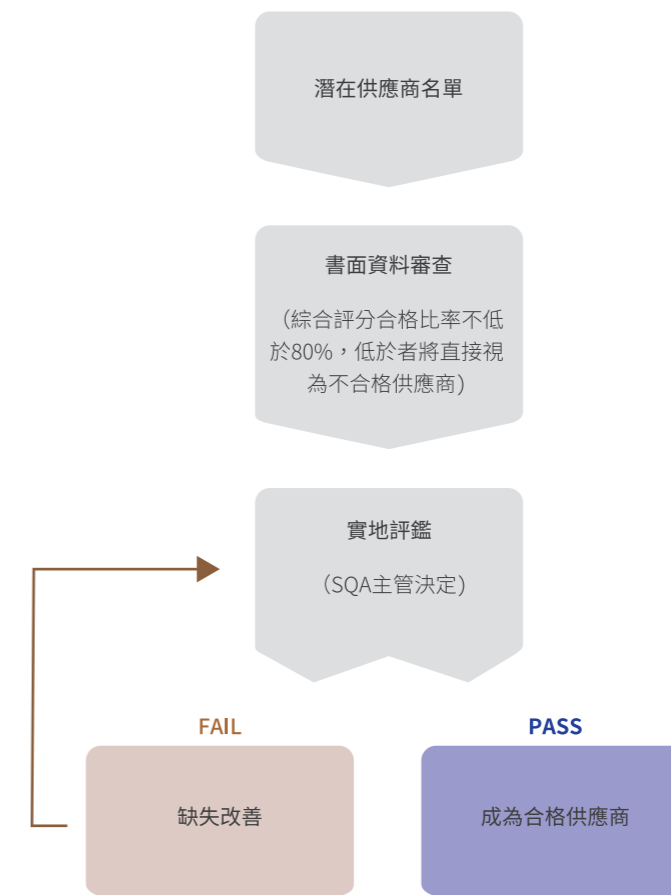 潛在供應商名單
書面資料審查
（綜合評分合格比率不低
於80%，低於者將直接視
為不合格供應商)
實地評鑑
（SQA主管決定)
FAIL
PASS
缺失改善
成為合格供應商